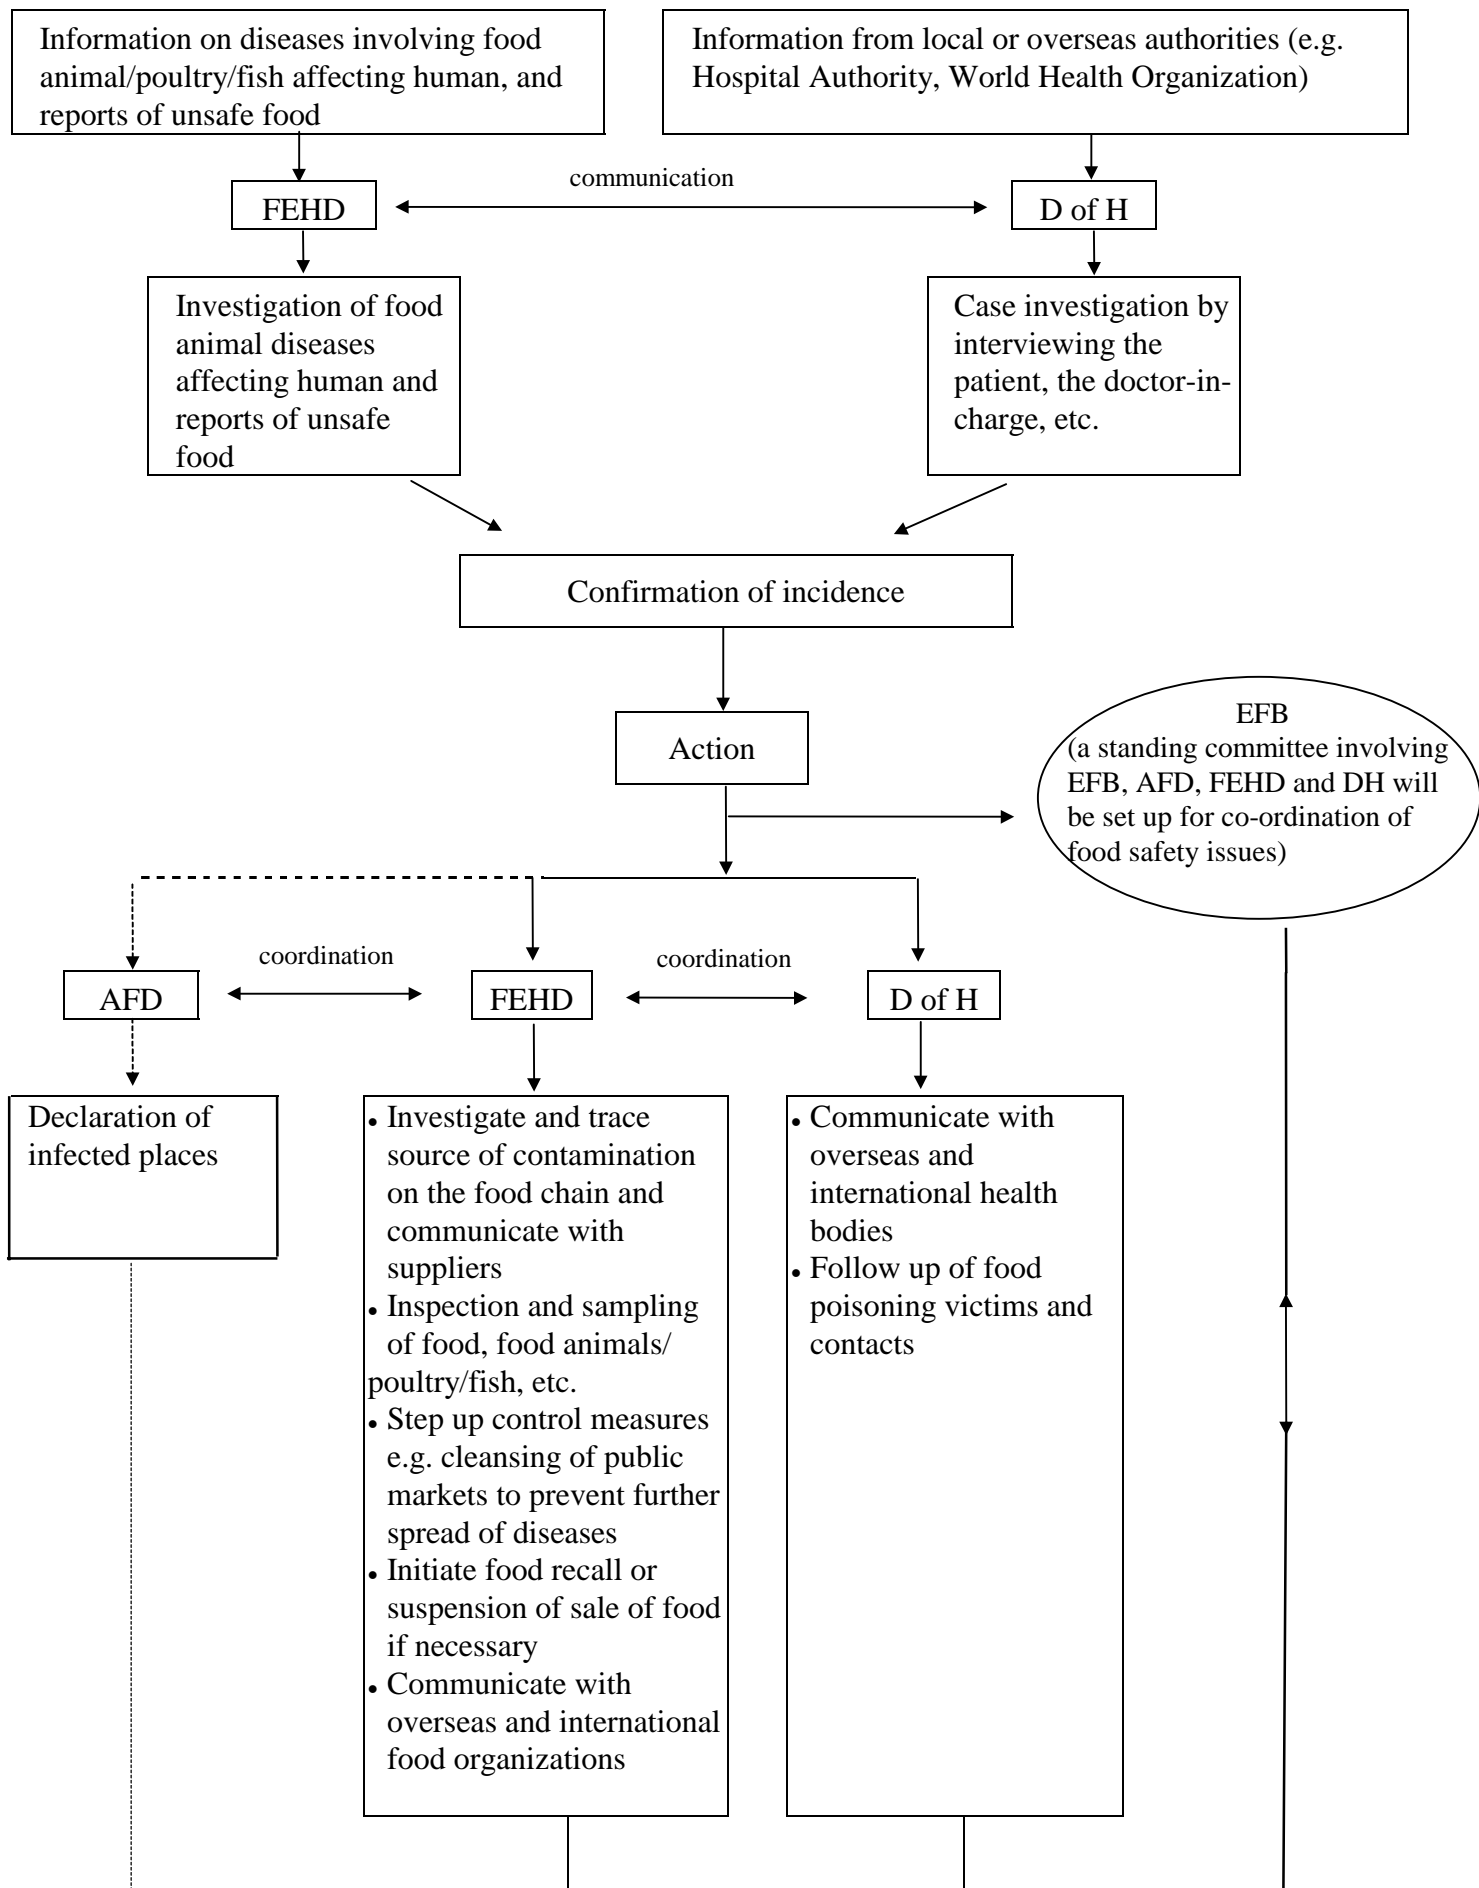 Information on diseases involving food
animal/poultry/fish affecting human, and
reports of unsafe food
Information from local or overseas authorities (e.g.
Hospital Authority, World Health Organization)
communication
FEHD
D of H
Investigation of food
animal diseases
affecting human and
reports of unsafe
food
Case investigation by
interviewing the
patient, the doctor-in-
charge, etc.
Confirmation of incidence
Action
EFB
(a standing committee involving
EFB, AFD, FEHD and DH will
be set up for co-ordination of
food safety issues)
coordination
coordination
AFD
FEHD
D of H
Declaration of
infected places
• Investigate and trace
source of contamination
on the food chain and
communicate with
suppliers
• Inspection and sampling
of food, food animals/
poultry/fish, etc.
• Step up control measures
e.g. cleansing of public
markets to prevent further
spread of diseases
• Initiate food recall or
suspension of sale of food
if necessary
• Communicate with
overseas and international
food organizations
• Communicate with
overseas and
international health
bodies
• Follow up of food
poisoning victims and
contacts